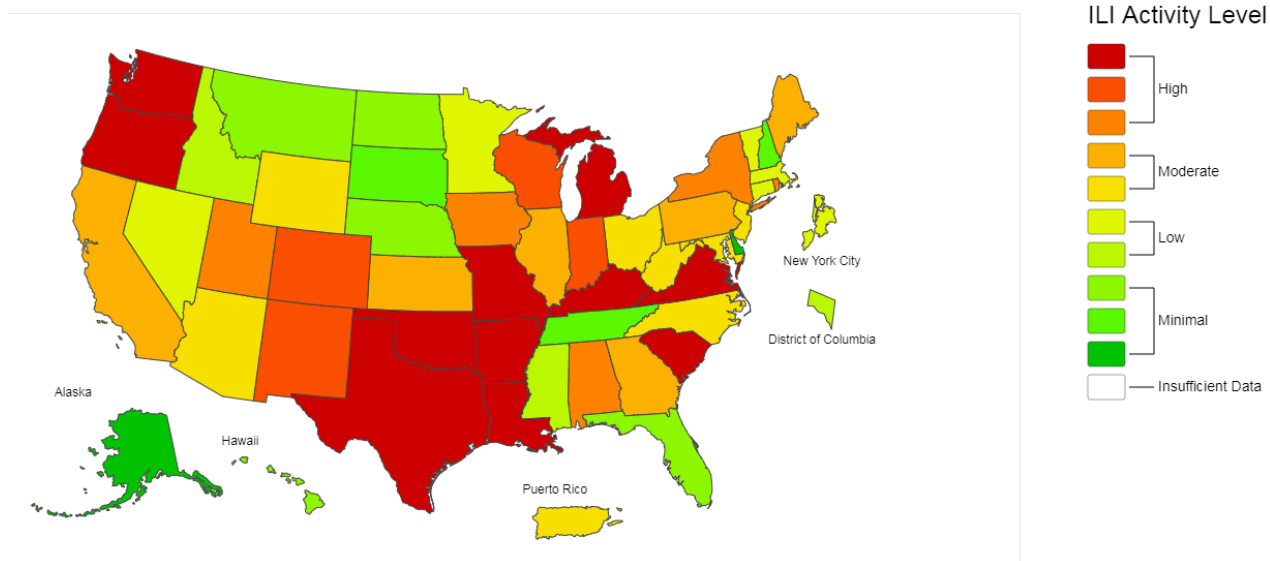 ILI Activity Level
High
Moderate
Low
Minimal
Insufficient Data
New York City
District of Columbia
Alaska
Hawaii
Puerto Rico